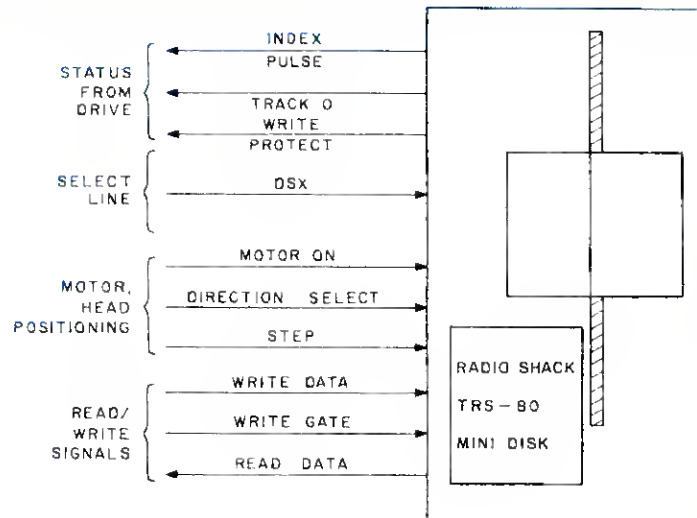 INDEX
PULSE
STATUS
FROM
DRIVE
TRACK O
WRITE
PROTECT
SELECT
LINE
DSX
MOTOR ON
MOTOR,
HEAD
POSITIONING
DIRECTION SELECT
STEP
WRITE DATA
READ/
WRITE
SIGNALS
WRITE GATE
READ DATA
RADIO SHACK
TRS-80
MINI DISK